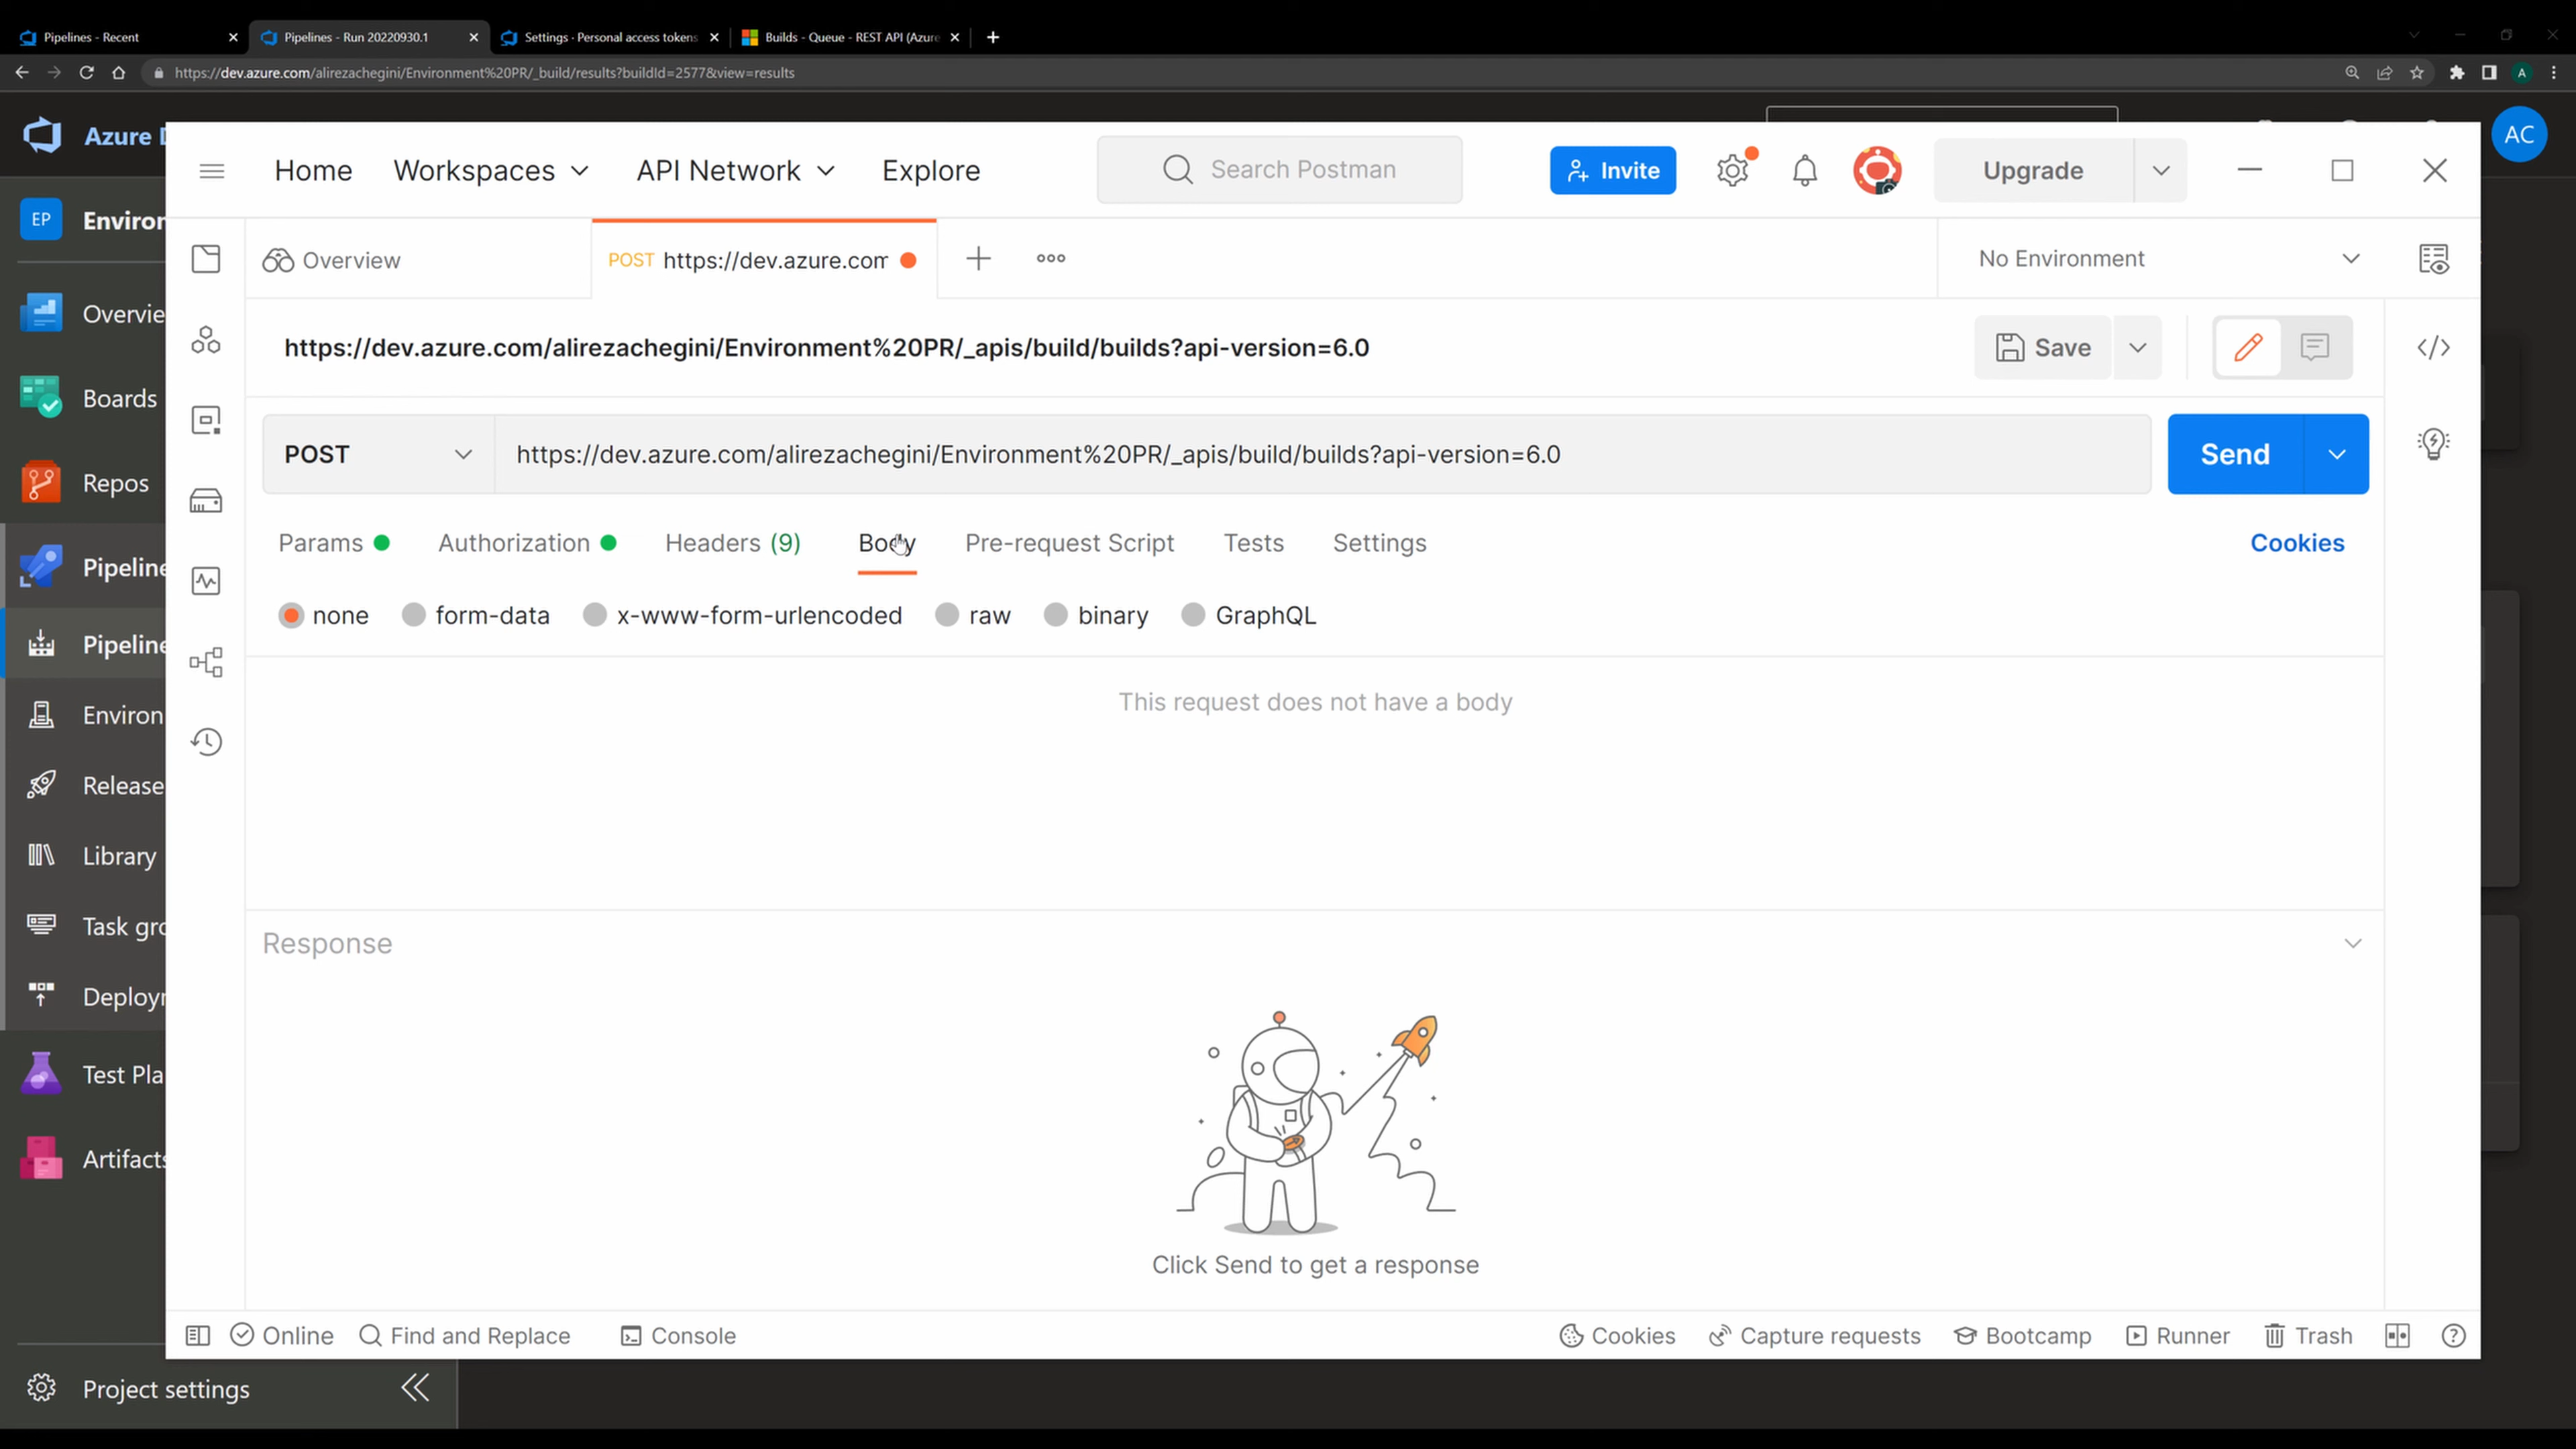 Pipelines - Recent
Pipelines - Run 20220930.1
Settings · Personal access tokens
Builds - Queue - REST API (Azure
https://dev.azure.com/alirezachegini/Environment%20PR/_build/results?buildId=2577&view=results
A
Azure D
AC
Home
Workspaces
API Network
Explore
Search Postman
Invite
Upgrade
EP
Environ
Overview
POST https://dev.azure.com
No Environment
Overvie
https://dev.azure.com/alirezachegini/Environment%20PR/_apis/build/builds?api-version=6.0
Save
Boards
POST
https://dev.azure.com/alirezachegini/Environment%20PR/_apis/build/builds?api-version=6.0
Send
Repos
Params
Authorization
Headers (9)
Body
Pre-request Script
Tests
Settings
Cookies
Pipeline
none
form-data
x-www-form-urlencoded
raw
binary
GraphQL
Pipeline
This request does not have a body
Environ
Release
Library
Task gro
Response
Deployn
Test Pla
Artifacts
Click Send to get a response
Online
Find and Replace
Console
Cookies
Capture requests
Bootcamp
Runner
Trash
Project settings